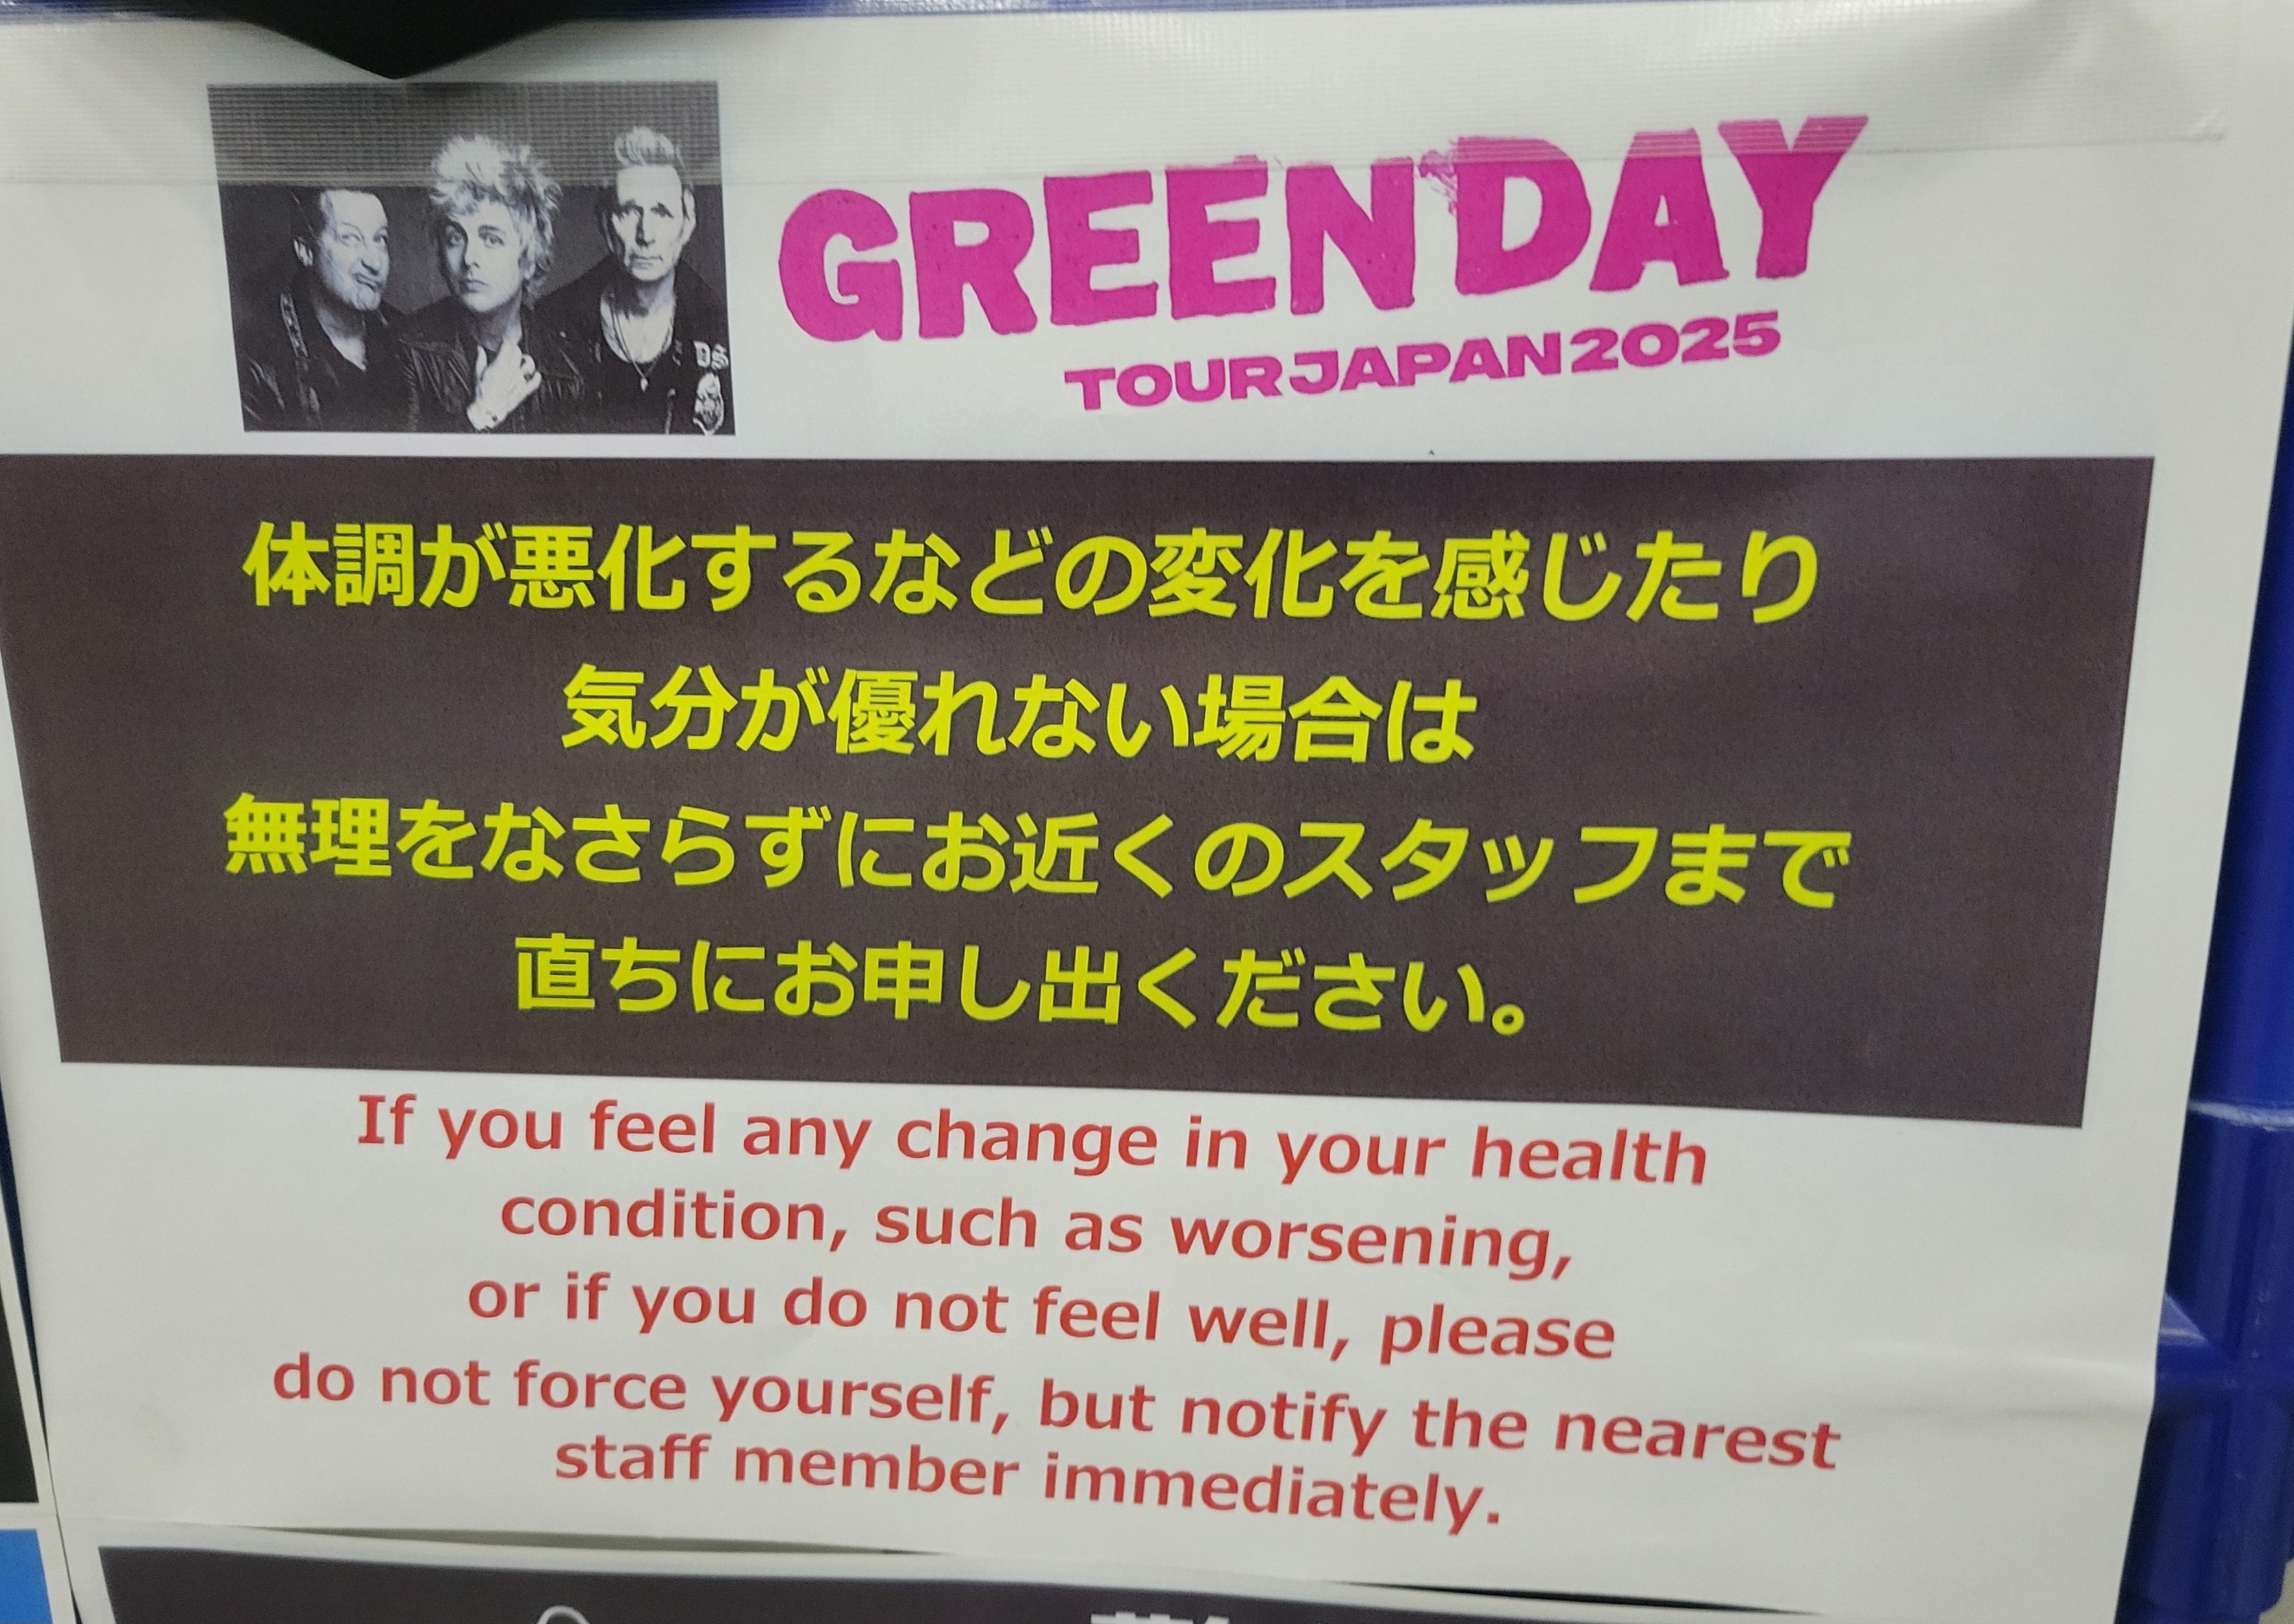 GREEN DAY
TOUR JAPAN 2025
体調が悪化するなどの変化を感じたり
気分が優れない場合は
無理をなさらずにお近くのスタッフまで
直ちにお申し出ください。
If you feel any change in your health
condition, such as worsening,
or if you do not feel well, please
do not force yourself, but notify the nearest
staff member immediately.